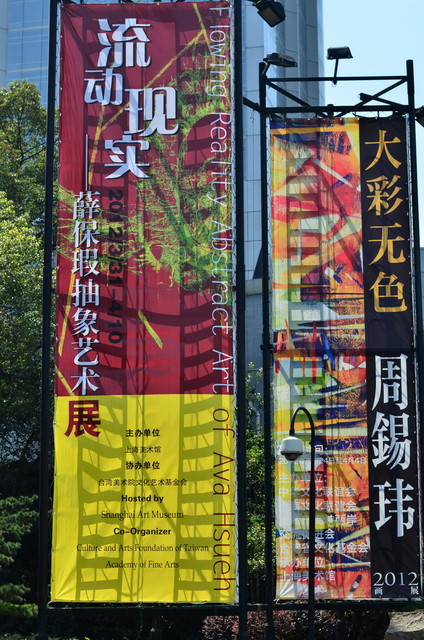 流动现实
——薛保瑕抽象艺术展
2012/3/31-4/10
Flowing Reality Abstract Art of Ava Hsueh
主办单位
上海美术馆
协办单位
台湾美术院文化艺术基金会
Hosted by
Shanghai Art Museum
Co-Organizer
Culture and Arts Foundation of Taiwan
Academy of Fine Arts
大彩无色
周錫玮
2012
画展